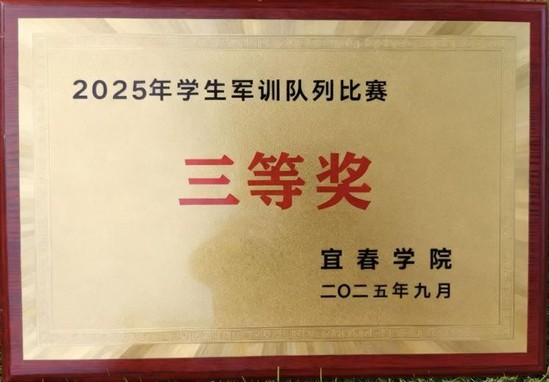 2025年学生军训队列比赛
三等奖
宜春学院
二〇二五年九月